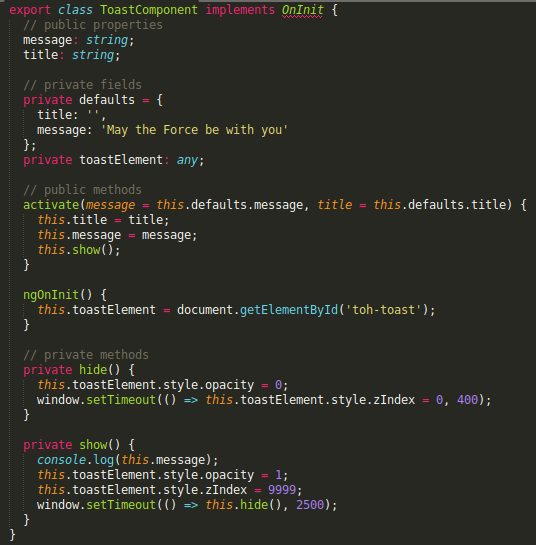 export class ToastComponent implements OnInit {
  // public properties
  message: string;
  title: string;

  // private fields
  private defaults = {
    title: '',
    message: 'May the Force be with you'
  };
  private toastElement: any;

  // public methods
  activate(message = this.defaults.message, title = this.defaults.title) {
    this.title = title;
    this.message = message;
    this.show();
  }

  ngOnInit() {
    this.toastElement = document.getElementById('toh-toast');
  }

  // private methods
  private hide() {
    this.toastElement.style.opacity = 0;
    window.setTimeout(() => this.toastElement.style.zIndex = 0, 400);
  }

  private show() {
    console.log(this.message);
    this.toastElement.style.opacity = 1;
    this.toastElement.style.zIndex = 9999;
    window.setTimeout(() => this.hide(), 2500);
  }
}